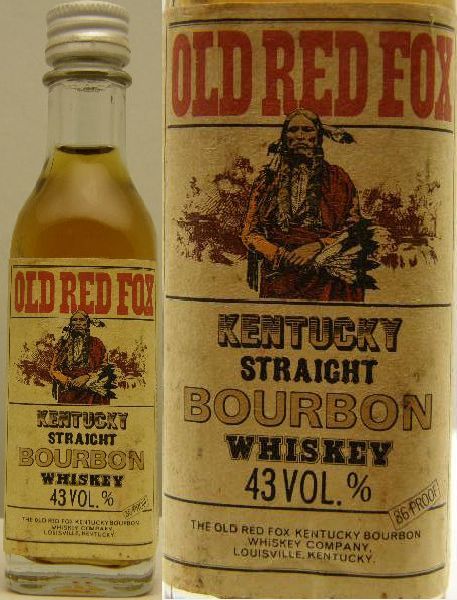 OLD RED FOX
KENTUCKY
STRAIGHT
BOURBON
WHISKEY
43 VOL. %
86 PROOF
THE OLD RED FOX KENTUCKY BOURBON
WHISKEY COMPANY
LOUISVILLE, KENTUCKY.
OLD RED FOX
KENTUCKY
STRAIGHT
BOURBON
WHISKEY
43 VOL. %
86 PROOF
THE OLD RED FOX KENTUCKY BOURBON
WHISKEY COMPANY,
LOUISVILLE, KENTUCKY.